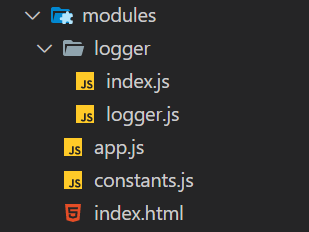 modules
logger
JS index.js
JS logger.js
JS app.js
JS constants.js
5 index.html